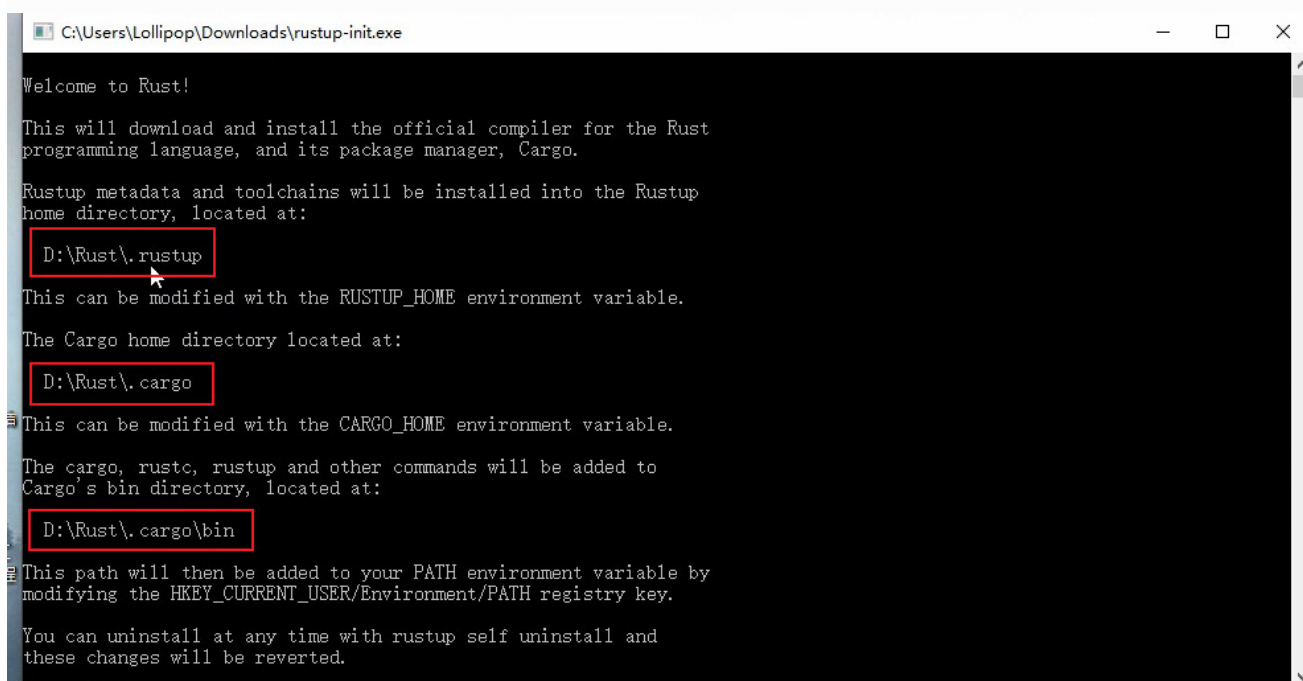 C:\Users\Lollipop\Downloads\rustup-init.exe
Welcome to Rust!
This will download and install the official compiler for the Rust
programming language, and its package manager, Cargo.
Rustup metadata and toolchains will be installed into the Rustup
home directory, located at:
D:\Rust\.rustup
This can be modified with the RUSTUP_HOME environment variable.
The Cargo home directory located at:
D:\Rust\.cargo
This can be modified with the CARGO_HOME environment variable.
The cargo, rustc, rustup and other commands will be added to
Cargo's bin directory, located at:
D:\Rust\.cargo\bin
This path will then be added to your PATH environment variable by
modifying the HKEY_CURRENT_USER/Environment/PATH registry key.
You can uninstall at any time with rustup self uninstall and
these changes will be reverted.